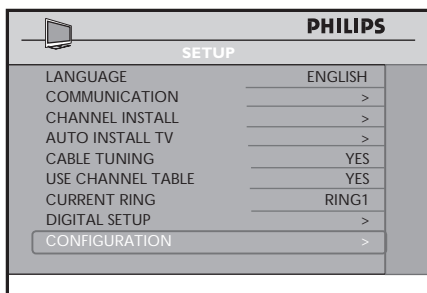 PHILIPS
SETUP
LANGUAGE ENGLISH
COMMUNICATION >
CHANNEL INSTALL >
AUTO INSTALL TV >
CABLE TUNING YES
USE CHANNEL TABLE YES
CURRENT RING RING1
DIGITAL SETUP >
CONFIGURATION >